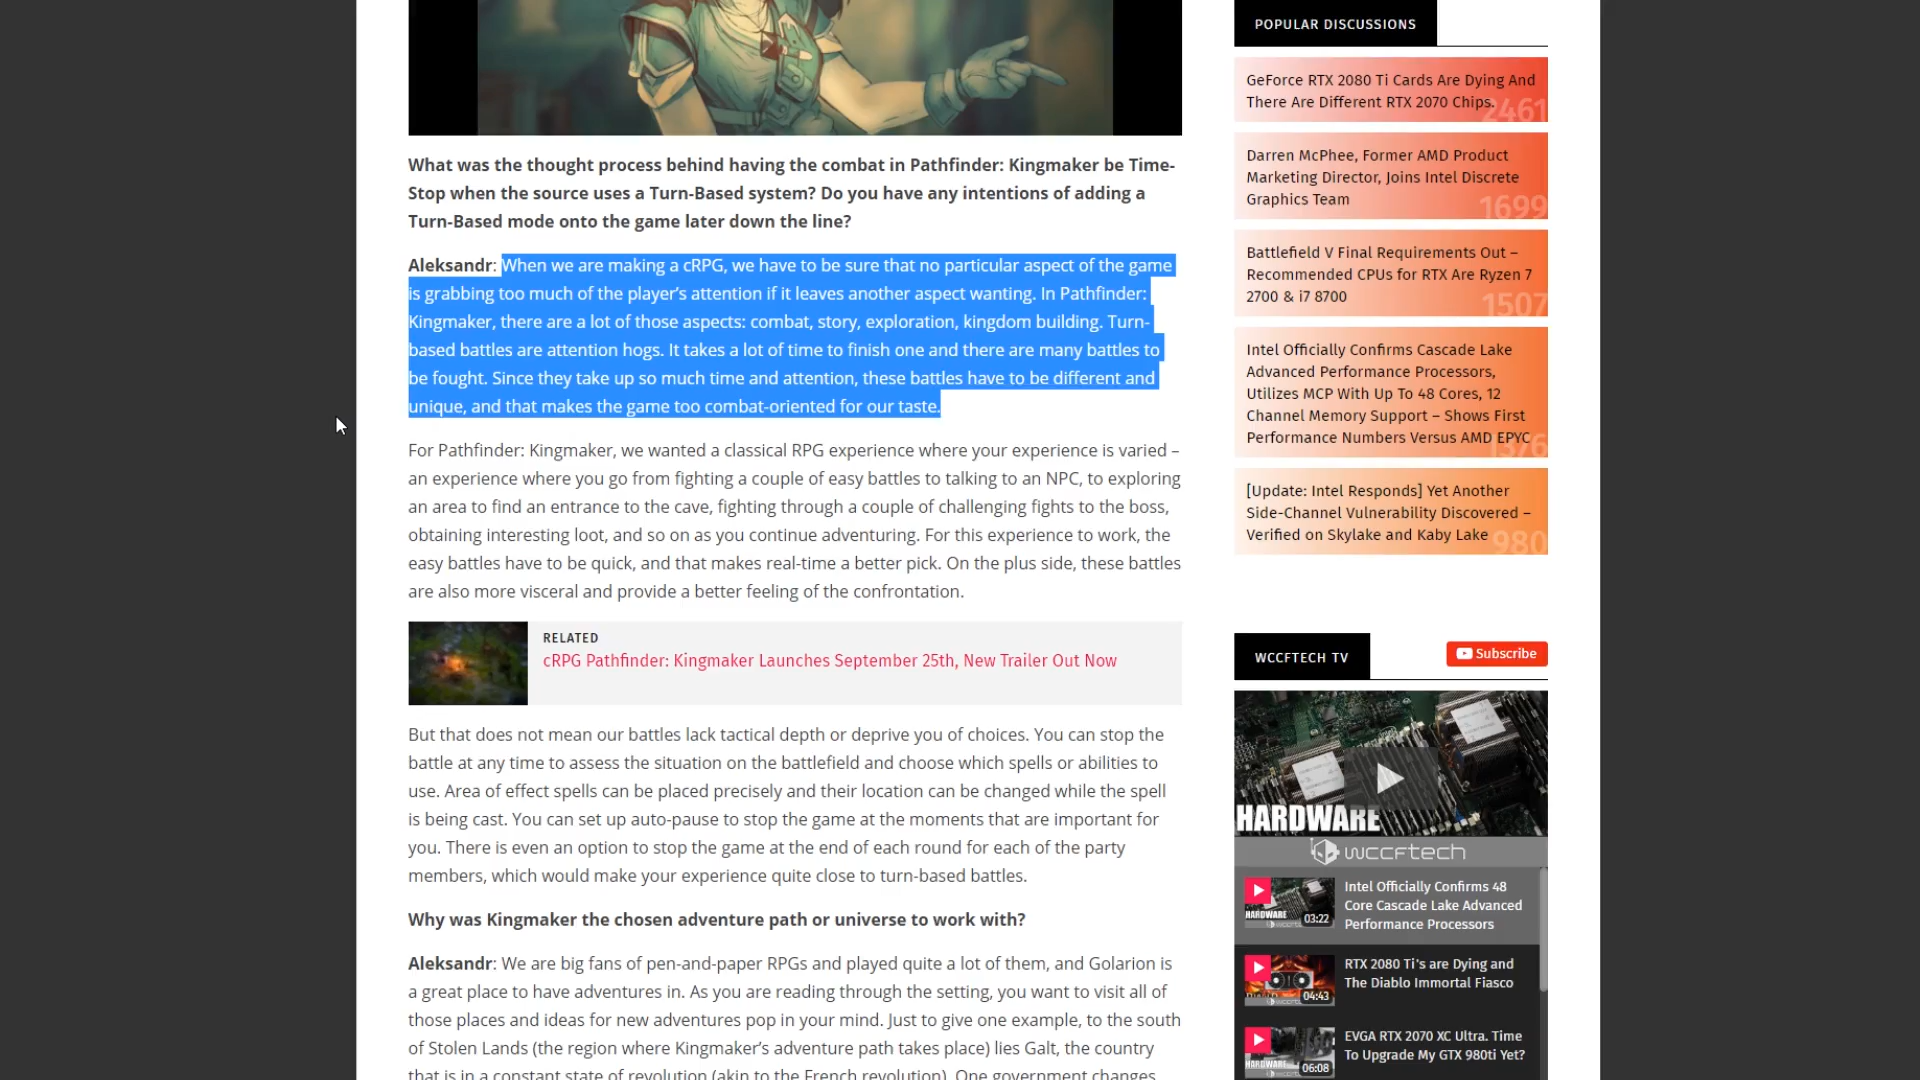 What was the thought process behind having the combat in Pathfinder: Kingmaker be Time-
Stop when the source uses a Turn-Based system? Do you have any intentions of adding a
Turn-Based mode onto the game later down the line?
Aleksandr: When we are making a cRPG, we have to be sure that no particular aspect of the game
is grabbing too much of the player's attention if it leaves another aspect wanting. In Pathfinder:
Kingmaker, there are a lot of those aspects: combat, story, exploration, kingdom building. Turn-
based battles are attention hogs. It takes a lot of time to finish one and there are many battles to
be fought. Since they take up so much time and attention, these battles have to be different and
unique, and that makes the game too combat-oriented for our taste.
For Pathfinder: Kingmaker, we wanted a classical RPG experience where your experience is varied –
an experience where you go from fighting a couple of easy battles to talking to an NPC, to exploring
an area to find an entrance to the cave, fighting through a couple of challenging fights to the boss,
obtaining interesting loot, and so on as you continue adventuring. For this experience to work, the
easy battles have to be quick, and that makes real-time a better pick. On the plus side, these battles
are also more visceral and provide a better feeling of the confrontation.
RELATED
cRPG Pathfinder: Kingmaker Launches September 25th, New Trailer Out Now
But that does not mean our battles lack tactical depth or deprive you of choices. You can stop the
battle at any time to assess the situation on the battlefield and choose which spells or abilities to
use. Area of effect spells can be placed precisely and their location can be changed while the spell
is being cast. You can set up auto-pause to stop the game at the moments that are important for
you. There is even an option to stop the game at the end of each round for each of the party
members, which would make your experience quite close to turn-based battles.
Why was Kingmaker the chosen adventure path or universe to work with?
Aleksandr: We are big fans of pen-and-paper RPGs and played quite a lot of them, and Golarion is
a great place to have adventures in. As you are reading through the setting, you want to visit all of
those places and ideas for new adventures pop in your mind. Just to give one example, to the south
of Stolen Lands (the region where Kingmaker's adventure path takes place) lies Galt, the country
that is in a constant state of revolution (akin to the French revolution). One government changes
POPULAR DISCUSSIONS
GeForce RTX 2080 Ti Cards Are Dying And
There Are Different RTX 2070 Chips.
2461
Darren McPhee, Former AMD Product
Marketing Director, Joins Intel Discrete
Graphics Team
1699
Battlefield V Final Requirements Out –
Recommended CPUs for RTX Are Ryzen 7
2700 & i7 8700
1507
Intel Officially Confirms Cascade Lake
Advanced Performance Processors,
Utilizes MCP With Up To 48 Cores, 12
Channel Memory Support – Shows First
Performance Numbers Versus AMD EPYC
1376
[Update: Intel Responds] Yet Another
Side-Channel Vulnerability Discovered –
Verified on Skylake and Kaby Lake
980
WCCFTECH TV
Subscribe
HARDWARE
wccftech
Intel Officially Confirms 48
Core Cascade Lake Advanced
Performance Processors
HARDWARE
03:22
RTX 2080 Ti's are Dying and
The Diablo Immortal Fiasco
04:43
EVGA RTX 2070 XC Ultra. Time
To Upgrade My GTX 980ti Yet?
HARDWARE
06:08